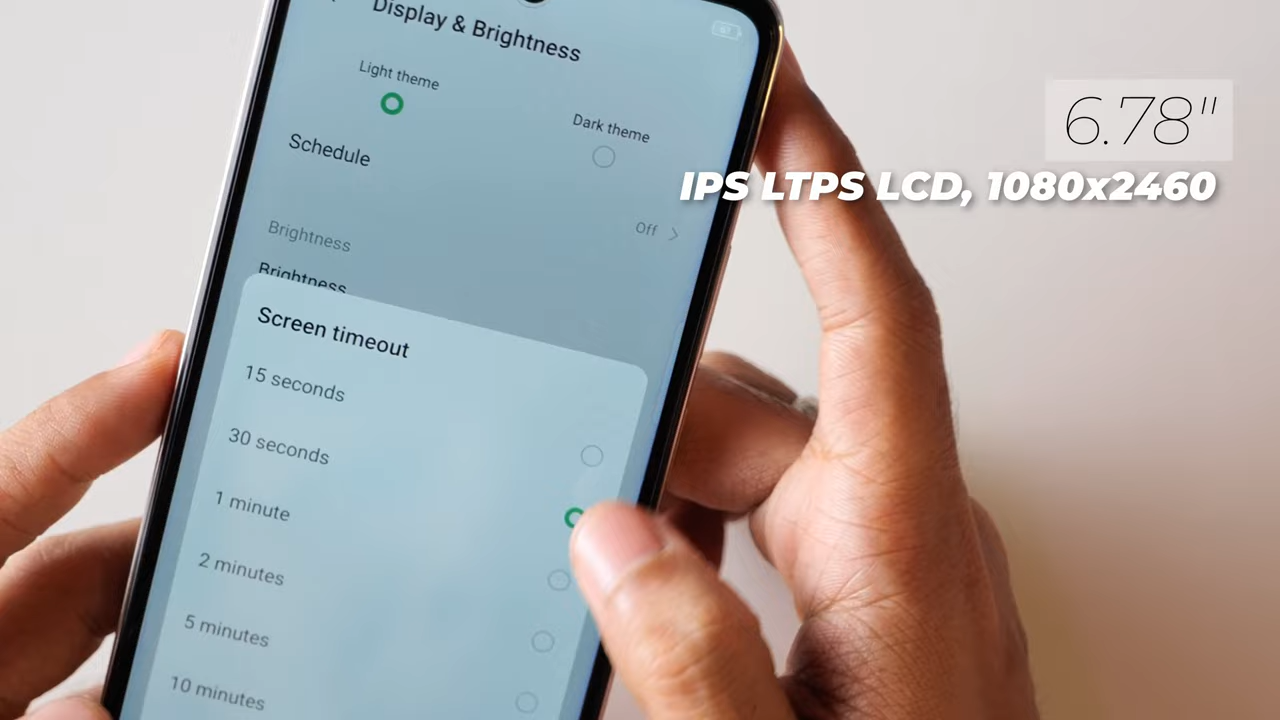 Display & Brightness
Light theme
Dark theme
Schedule
Off
Brightness
Brightness
Screen timeout
15 seconds
30 seconds
1 minute
2 minutes
5 minutes
10 minutes
6.78"
IPS LTPS LCD, 1080x2460